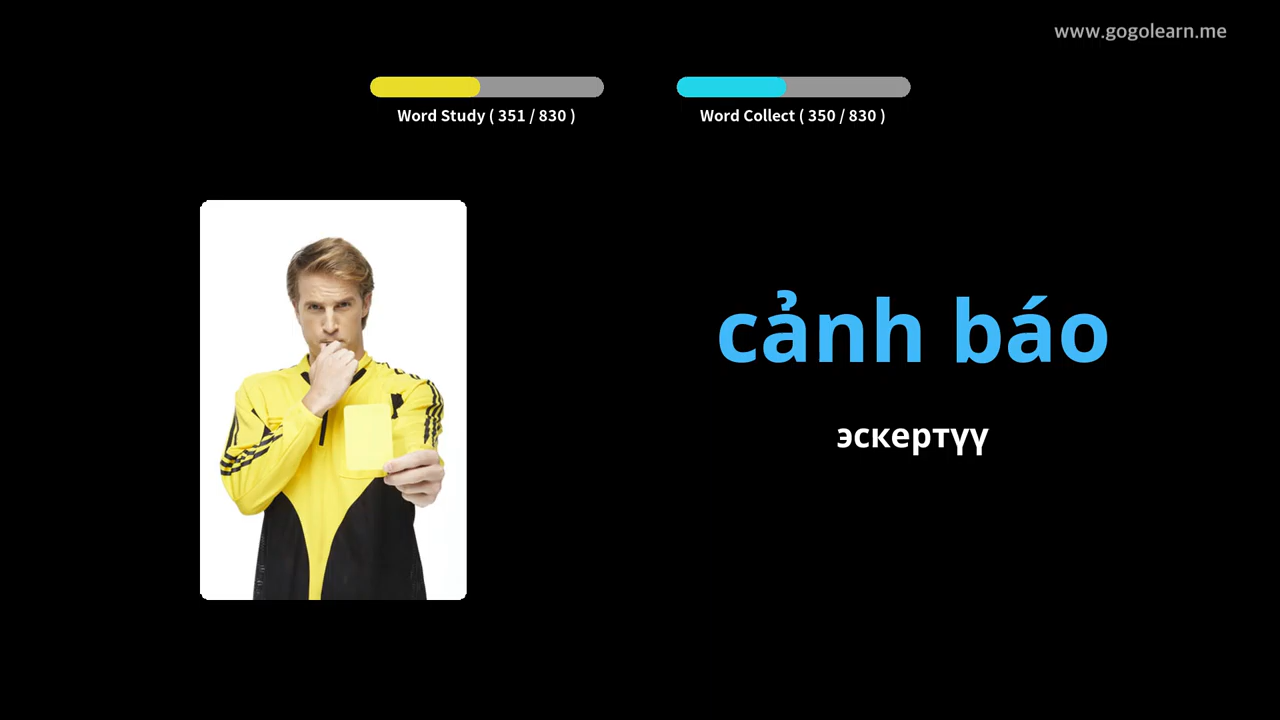 www.gogolearn.me
Word Study ( 351 / 830 )
Word Collect ( 350 / 830 )
cảnh báo
эскертүү